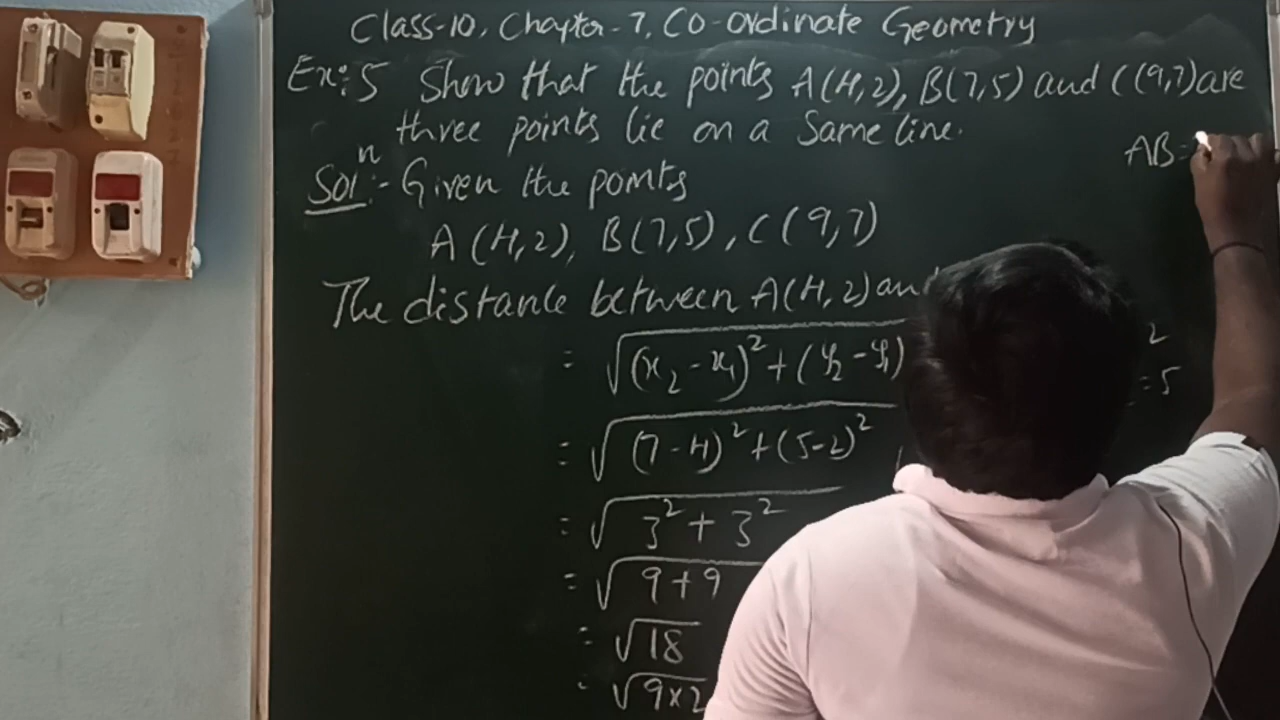 Class-10, Chapter-7, Co-ordinate Geometry
Ex:5 Show that the points A(4,2), B(7,5) and C(9,7) are
three points lie on a Same line.
AB=
Solⁿ:- Given the points
A(4,2), B(7,5), C(9,7)
The distance between A(4,2) and
= √(x₂-x₁)²+(y₂-y₁)
2
= 5
= √(7-4)²+(5-2)²
= √3²+3²
= √9+9
= √18
= √9×2